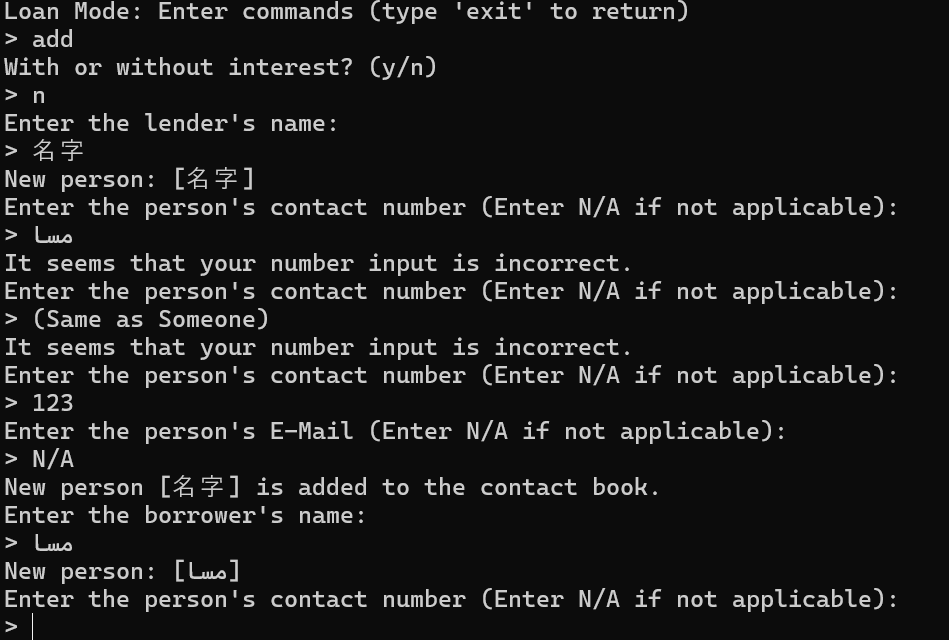 Loan Mode: Enter commands (type 'exit' to return)
> add
With or without interest? (y/n)
> n
Enter the lender's name:
> 名字
New person: [名字]
Enter the person's contact number (Enter N/A if not applicable):
> مسا
It seems that your number input is incorrect.
Enter the person's contact number (Enter N/A if not applicable):
> (Same as Someone)
It seems that your number input is incorrect.
Enter the person's contact number (Enter N/A if not applicable):
> 123
Enter the person's E-Mail (Enter N/A if not applicable):
> N/A
New person [名字] is added to the contact book.
Enter the borrower's name:
> مسا
New person: [مسا]
Enter the person's contact number (Enter N/A if not applicable):
>